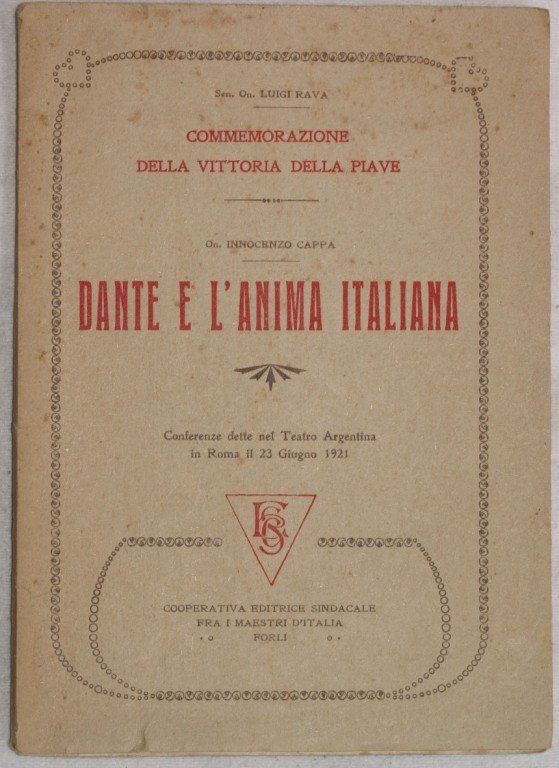 Sen. On. LUIGI RAVA
COMMEMORAZIONE
DELLA VITTORIA DELLA PIAVE
On. INNOCENZO CAPPA
DANTE E L'ANIMA ITALIANA
Conferenze dette nel Teatro Argentina
in Roma il 23 Giugno 1921
COOPERATIVA EDITRICE SINDACALE
FRA I MAESTRI D'ITALIA
FORLI